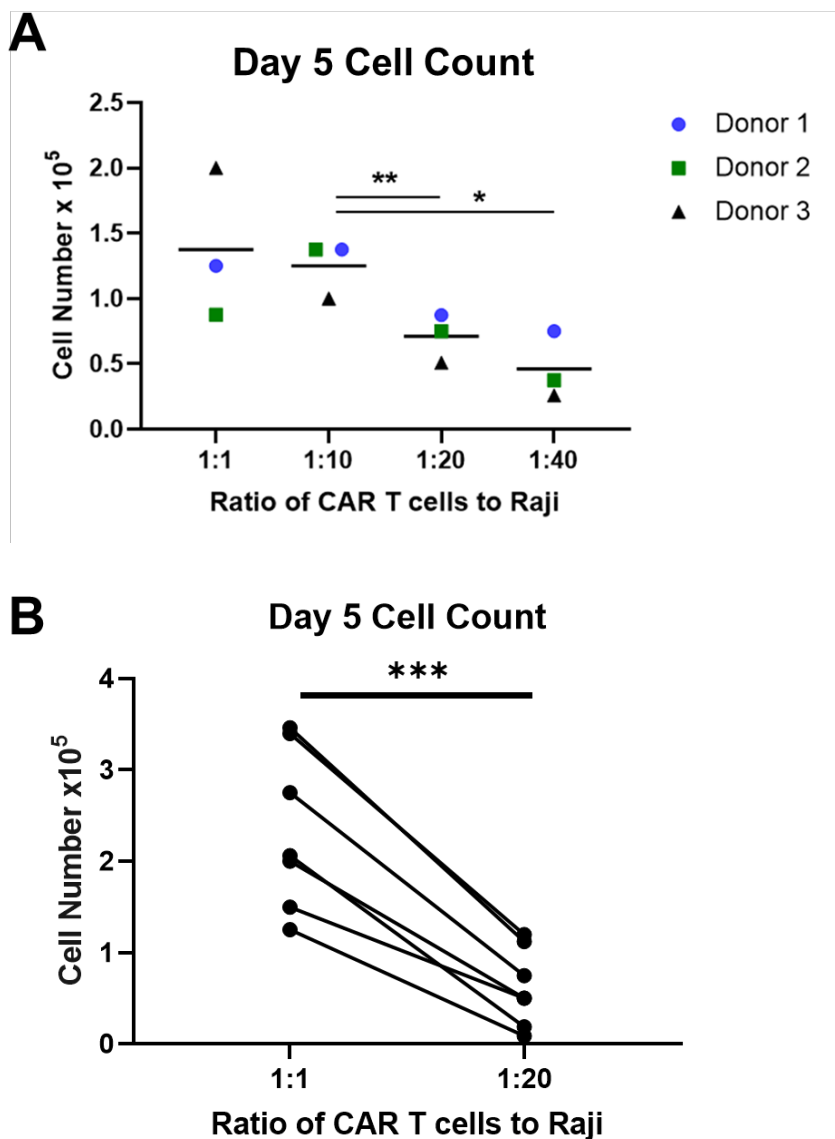 A
Day 5 Cell Count
Cell Number x 10⁵
2.5
2.0
1.5
1.0
0.5
0.0
**
*
1:1
1:10
1:20
1:40
Ratio of CAR T cells to Raji
Donor 1
Donor 2
Donor 3
B
Day 5 Cell Count
***
Cell Number x10⁵
4
3
2
1
0
1:1
1:20
Ratio of CAR T cells to Raji